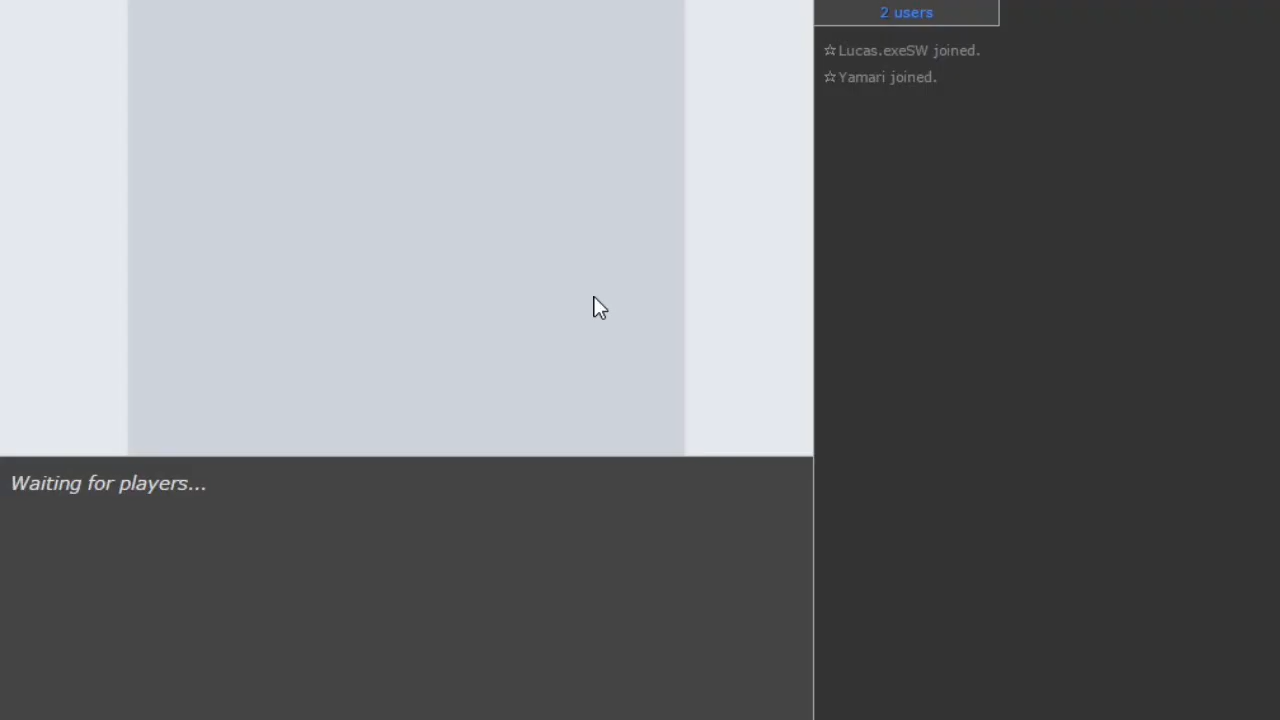 2 users
☆Lucas.exeSW joined.
☆Yamari joined.
Waiting for players...